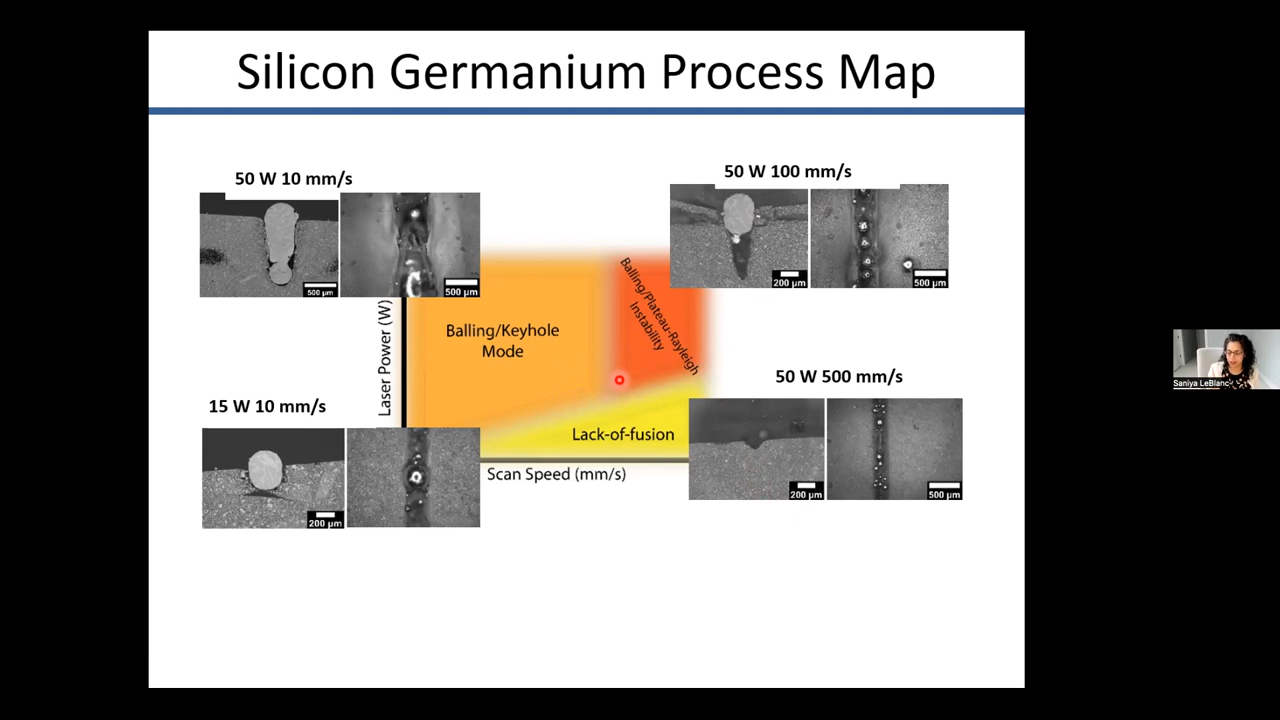 Silicon Germanium Process Map
50 W 10 mm/s
500 µm
500 µm
50 W 100 mm/s
200 µm
500 µm
Laser Power (W)
Balling/Keyhole
Mode
Balling/Plateau-Rayleigh
Instability
Lack-of-fusion
Scan Speed (mm/s)
15 W 10 mm/s
200 µm
50 W 500 mm/s
200 µm
500 µm
Saniya LeBlanc